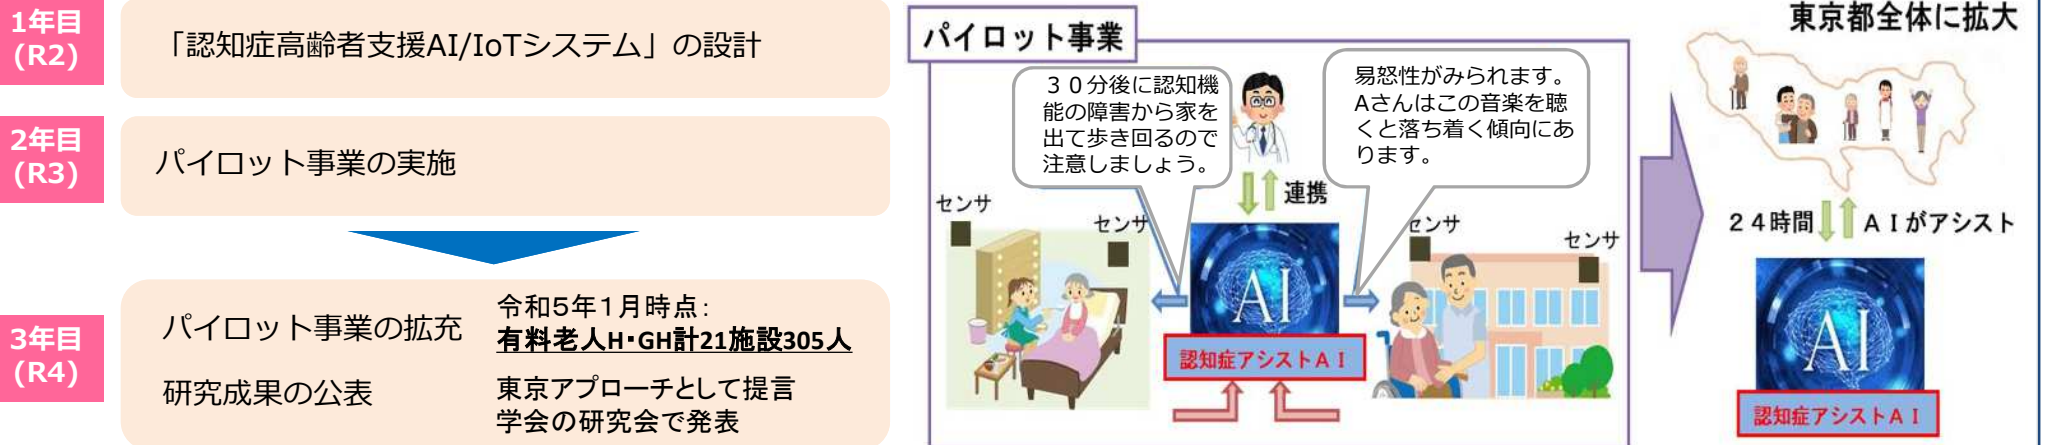 1年目
(R2)
「認知症高齢者支援AI/IoTシステム」の設計
2年目
(R3)
パイロット事業の実施
3年目
(R4)
パイロット事業の拡充
令和5年1月時点：
有料老人H･GH計21施設305人
研究成果の公表
東京アプローチとして提言
学会の研究会で発表
パイロット事業
３０分後に認知機
能の障害から家を
出て歩き回るので
注意しましょう。
易怒性がみられます。
Aさんはこの音楽を聴
くと落ち着く傾向にあ
ります。
連携
センサ
センサ
センサ
センサ
AI
認知症アシストＡＩ
東京都全体に拡大
２４時間
ＡＩがアシスト
AI
認知症アシストＡＩ